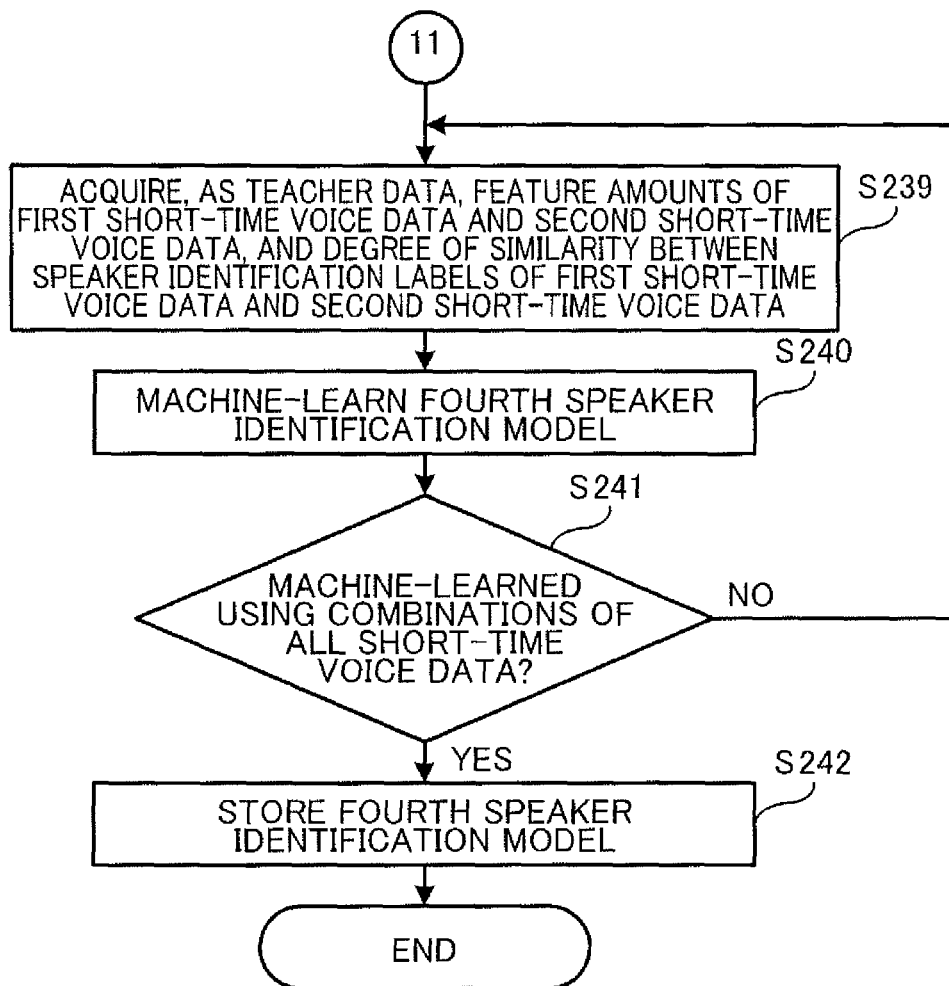 11
ACQUIRE, AS TEACHER DATA, FEATURE AMOUNTS OF
FIRST SHORT-TIME VOICE DATA AND SECOND SHORT-TIME
VOICE DATA, AND DEGREE OF SIMILARITY BETWEEN
SPEAKER IDENTIFICATION LABELS OF FIRST SHORT-TIME
VOICE DATA AND SECOND SHORT-TIME VOICE DATA
S239
S240
MACHINE-LEARN FOURTH SPEAKER
IDENTIFICATION MODEL
S241
MACHINE-LEARNED
USING COMBINATIONS OF
ALL SHORT-TIME
VOICE DATA?
NO
YES
S242
STORE FOURTH SPEAKER
IDENTIFICATION MODEL
END